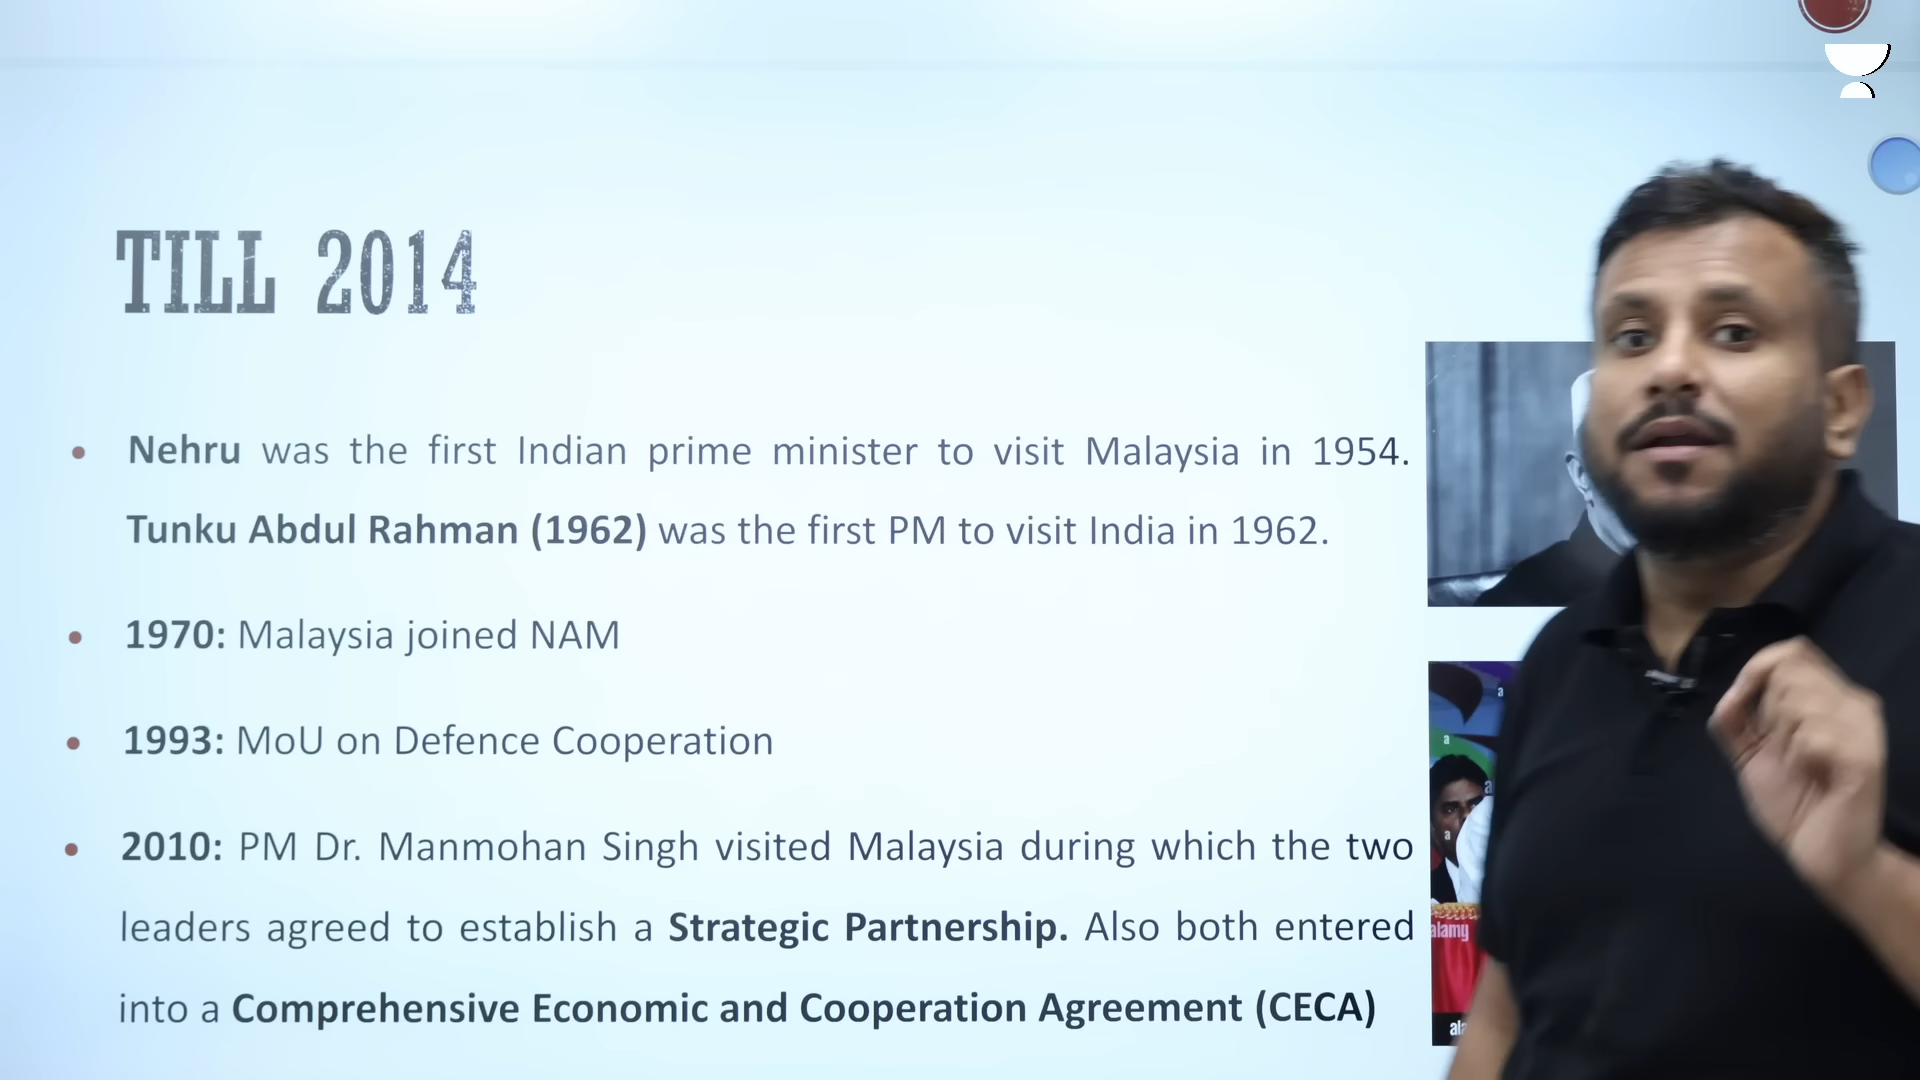 TILL 2014
• Nehru was the first Indian prime minister to visit Malaysia in 1954.
Tunku Abdul Rahman (1962) was the first PM to visit India in 1962.
• 1970: Malaysia joined NAM
• 1993: MoU on Defence Cooperation
• 2010: PM Dr. Manmohan Singh visited Malaysia during which the two
leaders agreed to establish a Strategic Partnership. Also both entered
into a Comprehensive Economic and Cooperation Agreement (CECA)
a
a
a
a
alamy